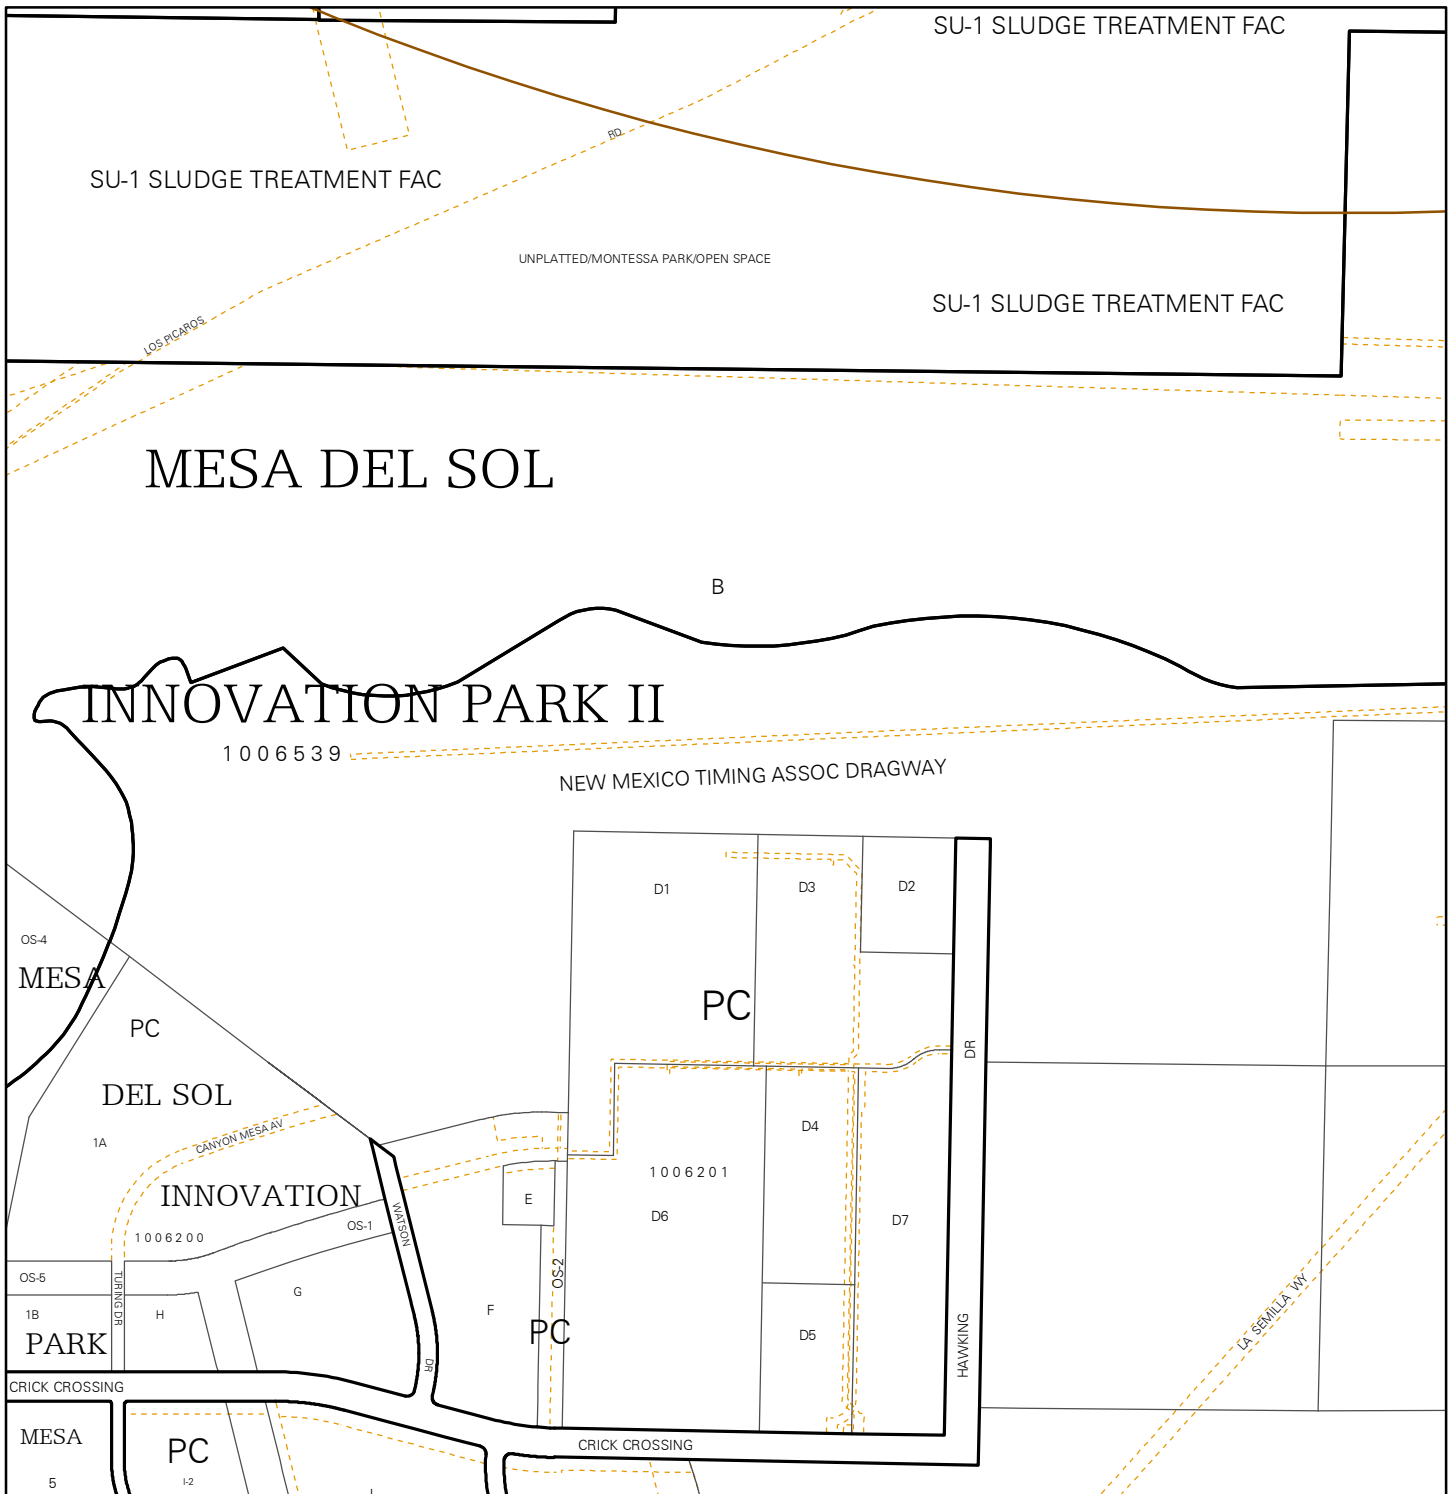 SU-1 SLUDGE TREATMENT FAC
RD
SU-1 SLUDGE TREATMENT FAC
UNPLATTED/MONTESSA PARK/OPEN SPACE
SU-1 SLUDGE TREATMENT FAC
LOS PICAROS
MESA DEL SOL
B
INNOVATION PARK II
1006539
NEW MEXICO TIMING ASSOC DRAGWAY
D1
D3
D2
OS-4
MESA
PC
PC
DR
DEL SOL
1A
CANYON MESA AV
D4
1006201
INNOVATION
E
D6
D7
OS-1
WATSON
1006200
OS-5
TURING DR
OS-2
G
F
1B
H
PC
D5
HAWKING
LA SEMILLA WY
PARK
DR
CRICK CROSSING
MESA
PC
CRICK CROSSING
5
I-2